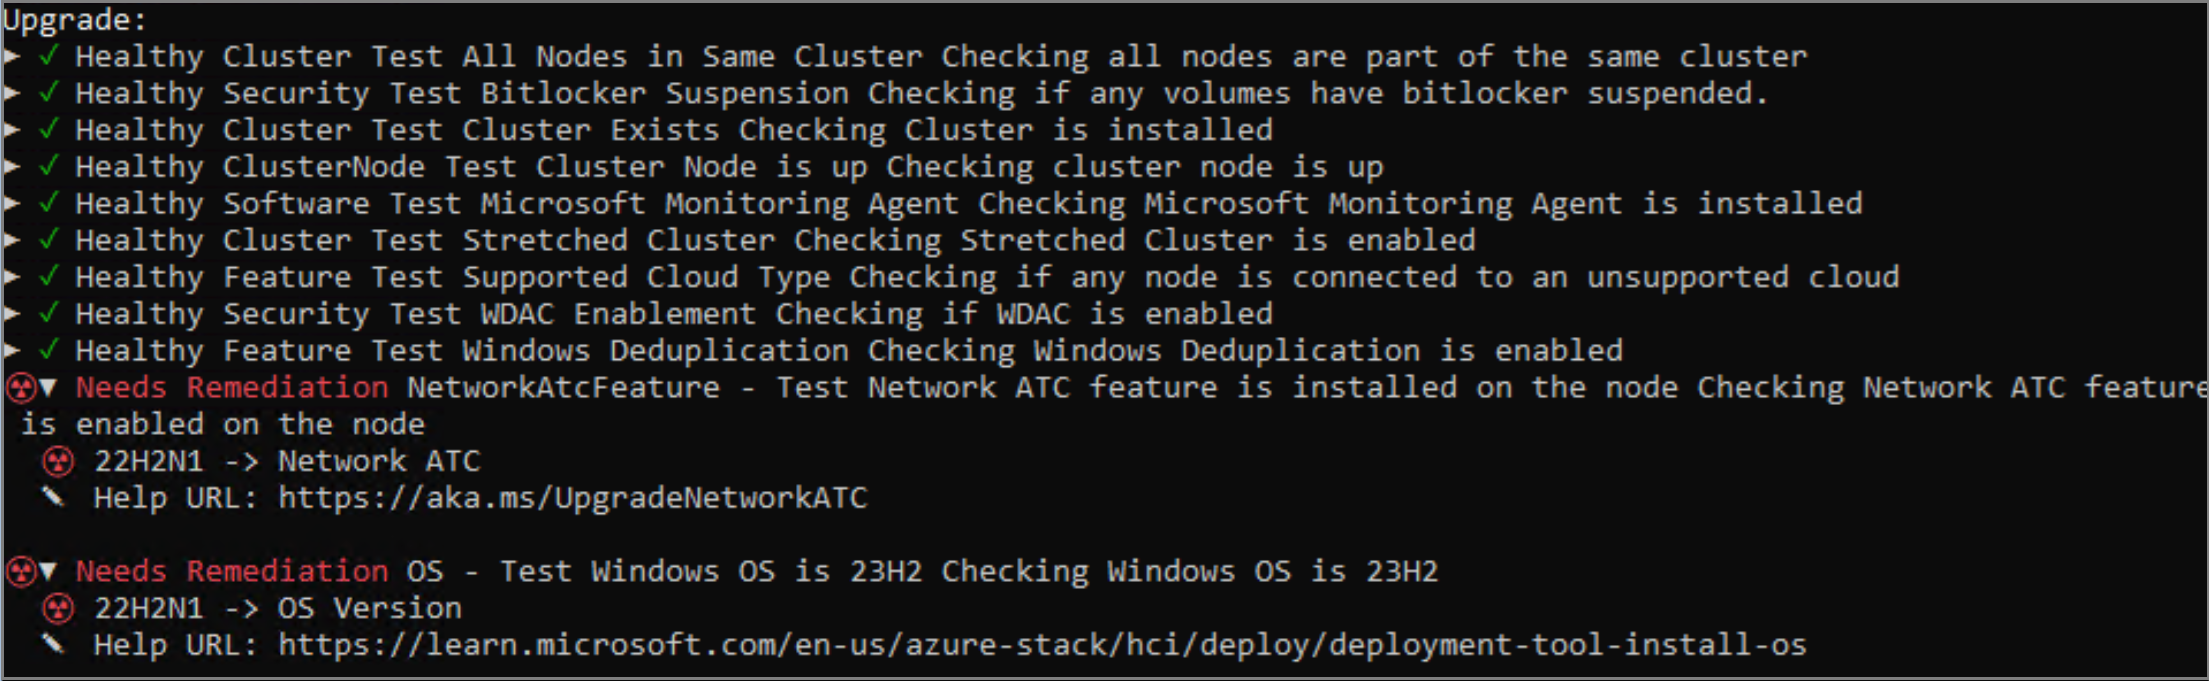 Upgrade:
► ✓ Healthy Cluster Test All Nodes in Same Cluster Checking all nodes are part of the same cluster
► ✓ Healthy Security Test Bitlocker Suspension Checking if any volumes have bitlocker suspended.
► ✓ Healthy Cluster Test Cluster Exists Checking Cluster is installed
► ✓ Healthy ClusterNode Test Cluster Node is up Checking cluster node is up
► ✓ Healthy Software Test Microsoft Monitoring Agent Checking Microsoft Monitoring Agent is installed
► ✓ Healthy Cluster Test Stretched Cluster Checking Stretched Cluster is enabled
► ✓ Healthy Feature Test Supported Cloud Type Checking if any node is connected to an unsupported cloud
► ✓ Healthy Security Test WDAC Enablement Checking if WDAC is enabled
► ✓ Healthy Feature Test Windows Deduplication Checking Windows Deduplication is enabled
☢▼ Needs Remediation NetworkAtcFeature - Test Network ATC feature is installed on the node Checking Network ATC feature
is enabled on the node
☢ 22H2N1 -> Network ATC
✎ Help URL: https://aka.ms/UpgradeNetworkATC
☢▼ Needs Remediation OS - Test Windows OS is 23H2 Checking Windows OS is 23H2
☢ 22H2N1 -> OS Version
✎ Help URL: https://learn.microsoft.com/en-us/azure-stack/hci/deploy/deployment-tool-install-os